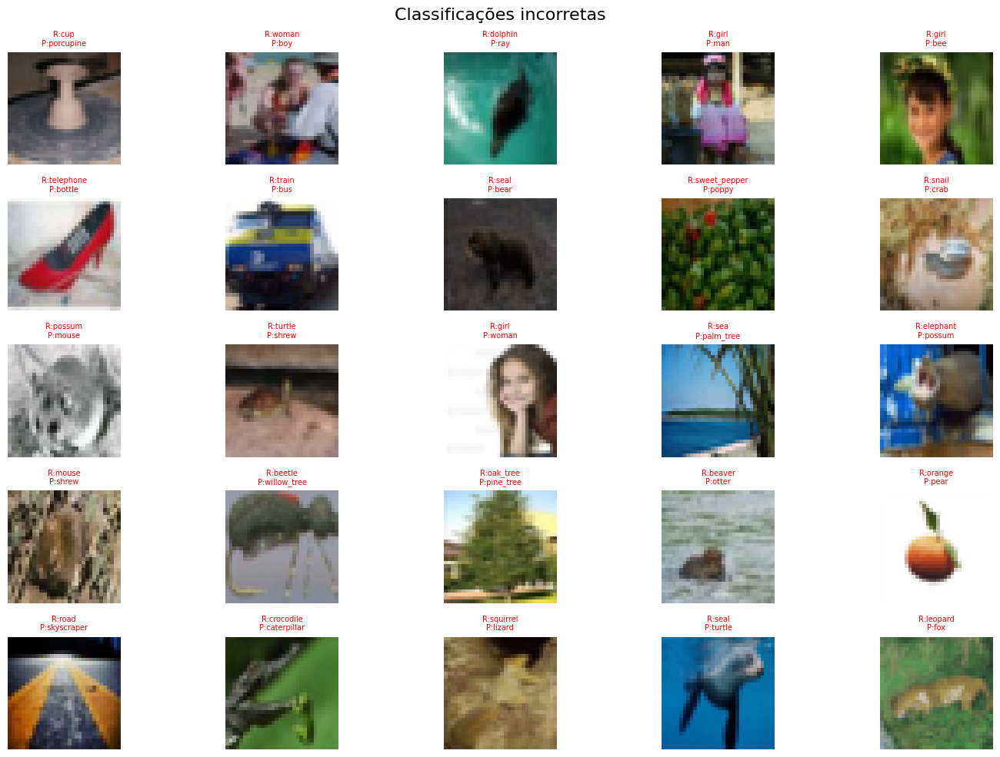 Classificações incorretas
R:cup
P:porcupine
R:woman
P:boy
R:dolphin
P:ray
R:girl
P:man
R:girl
P:bee
R:telephone
P:bottle
R:train
P:bus
R:seal
P:bear
R:sweet_pepper
P:poppy
R:snail
P:crab
R:possum
P:mouse
R:turtle
P:shrew
R:girl
P:woman
R:sea
P:palm_tree
R:elephant
P:possum
R:mouse
P:shrew
R:beetle
P:willow_tree
R:oak_tree
P:pine_tree
R:beaver
P:otter
R:orange
P:pear
R:road
P:skyscraper
R:crocodile
P:caterpillar
R:squirrel
P:lizard
R:seal
P:turtle
R:leopard
P:fox